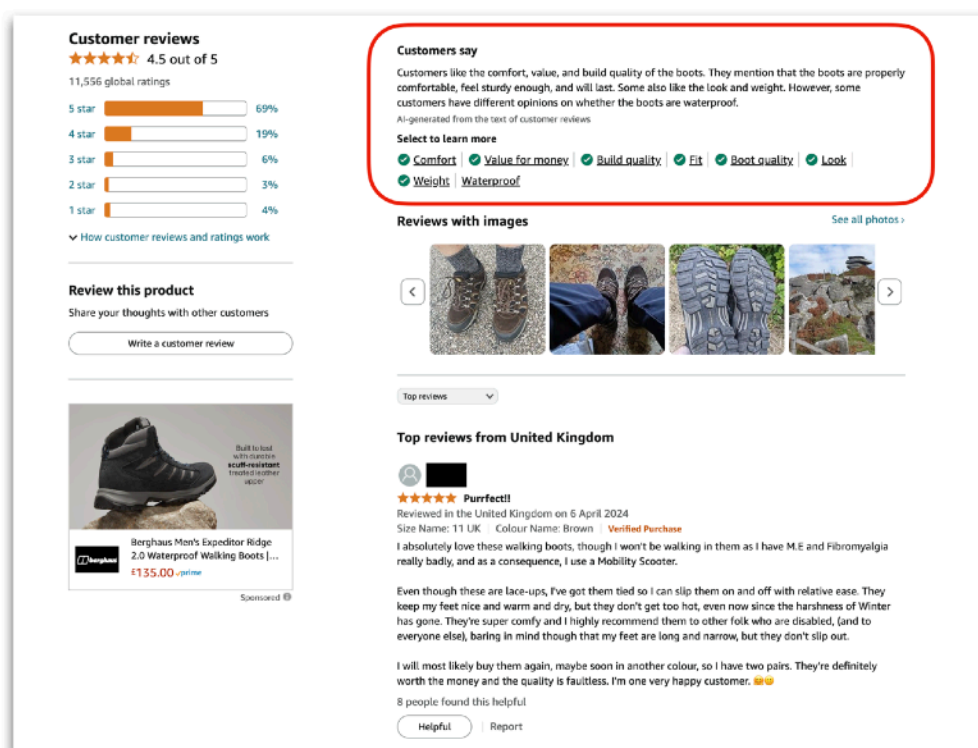 Customer reviews
4.5 out of 5
11,556 global ratings
5 star 69%
4 star 19%
3 star 6%
2 star 3%
1 star 4%
How customer reviews and ratings work
Review this product
Share your thoughts with other customers
Write a customer review
Built to last
with durable
scuff-resistant
treated leather
upper
berghaus
Berghaus Men's Expeditor Ridge
2.0 Waterproof Walking Boots |...
£135.00 prime
Sponsored
Customers say
Customers like the comfort, value, and build quality of the boots. They mention that the boots are properly
comfortable, feel sturdy enough, and will last. Some also like the look and weight. However, some
customers have different opinions on whether the boots are waterproof.
AI-generated from the text of customer reviews
Select to learn more
Comfort | Value for money | Build quality | Fit | Boot quality | Look |
Weight | Waterproof
Reviews with images
See all photos ›
Top reviews
Top reviews from United Kingdom
Purrfect!!
Reviewed in the United Kingdom on 6 April 2024
Size Name: 11 UK | Colour Name: Brown | Verified Purchase
I absolutely love these walking boots, though I won't be walking in them as I have M.E and Fibromyalgia
really badly, and as a consequence, I use a Mobility Scooter.
Even though these are lace-ups, I've got them tied so I can slip them on and off with relative ease. They
keep my feet nice and warm and dry, but they don't get too hot, even now since the harshness of Winter
has gone. They're super comfy and I highly recommend them to other folk who are disabled, (and to
everyone else), baring in mind though that my feet are long and narrow, but they don't slip out.
I will most likely buy them again, maybe soon in another colour, so I have two pairs. They're definitely
worth the money and the quality is faultless. I'm one very happy customer. 😊😊
8 people found this helpful
Helpful | Report